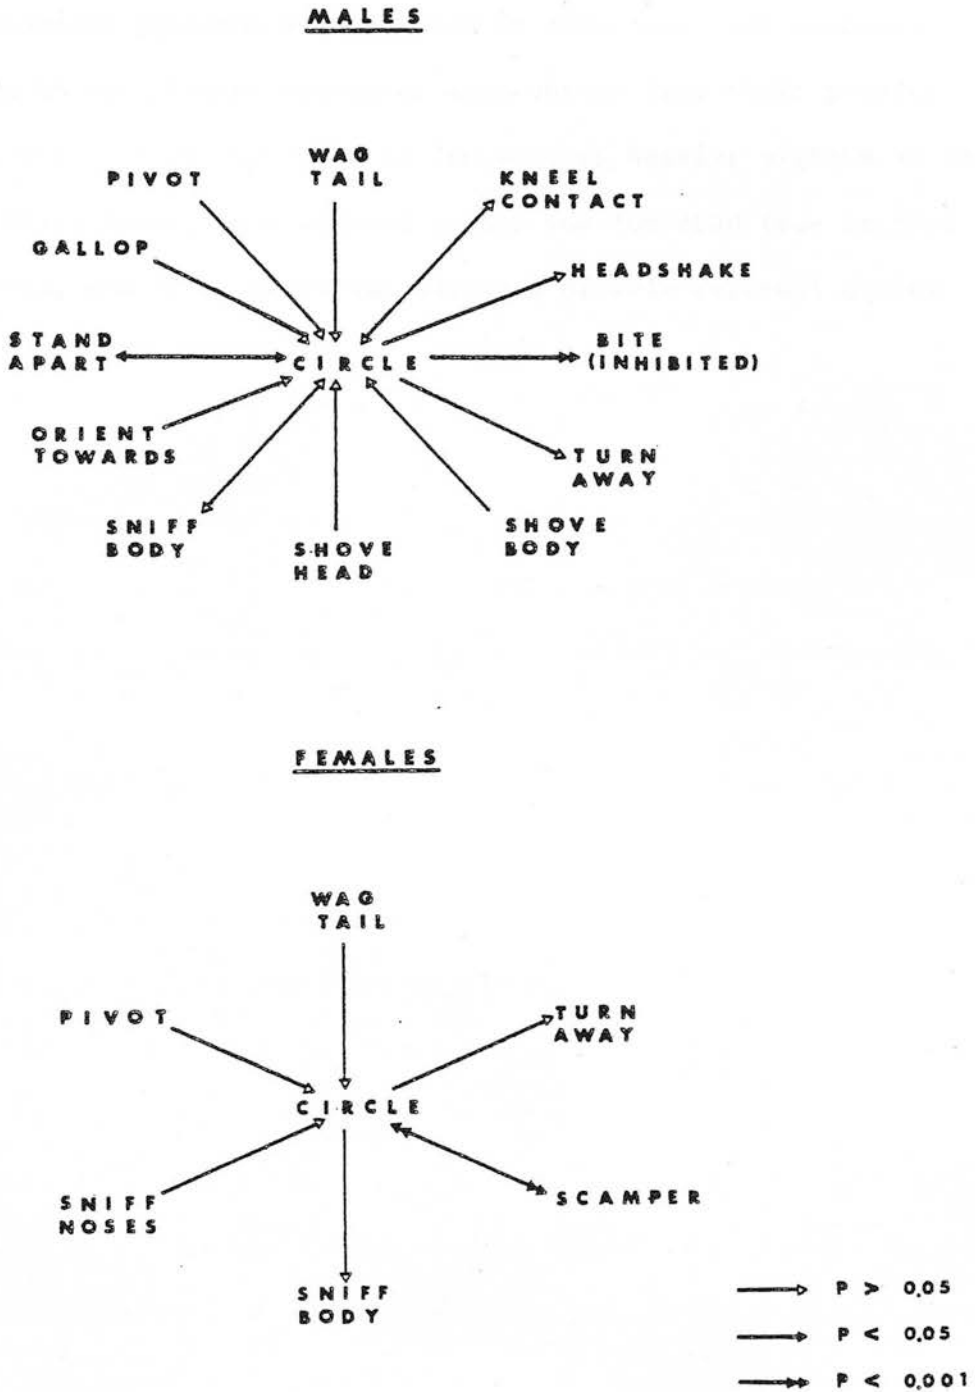 MALES
WAG
TAIL
PIVOT
KNEEL
CONTACT
GALLOP
HEADSHAKE
STAND
APART
CIRCLE
BITE
(INHIBITED)
ORIENT
TOWARDS
TURN
AWAY
SNIFF
BODY
SHOVE
HEAD
SHOVE
BODY
FEMALES
WAG
TAIL
PIVOT
TURN
AWAY
CIRCLE
SNIFF
NOSES
SCAMPER
SNIFF
BODY
P > 0.05
P < 0.05
P < 0.001